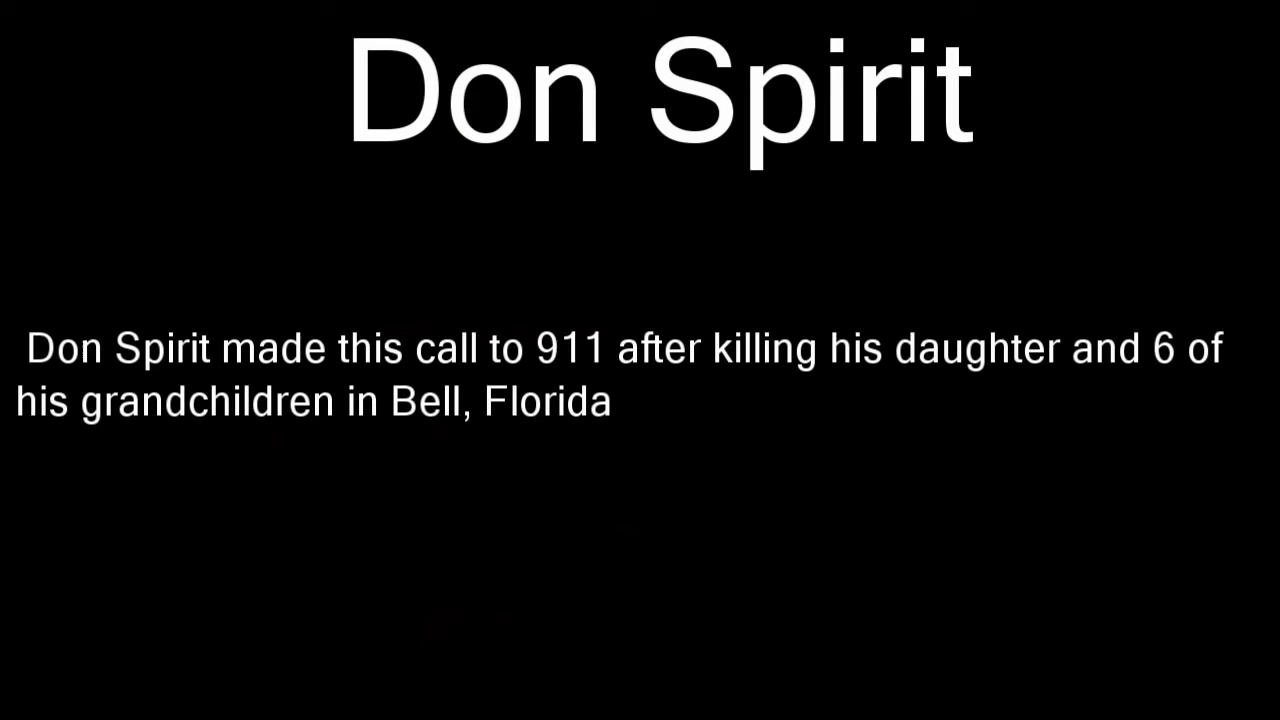 Don Spirit
Don Spirit made this call to 911 after killing his daughter and 6 of
his grandchildren in Bell, Florida